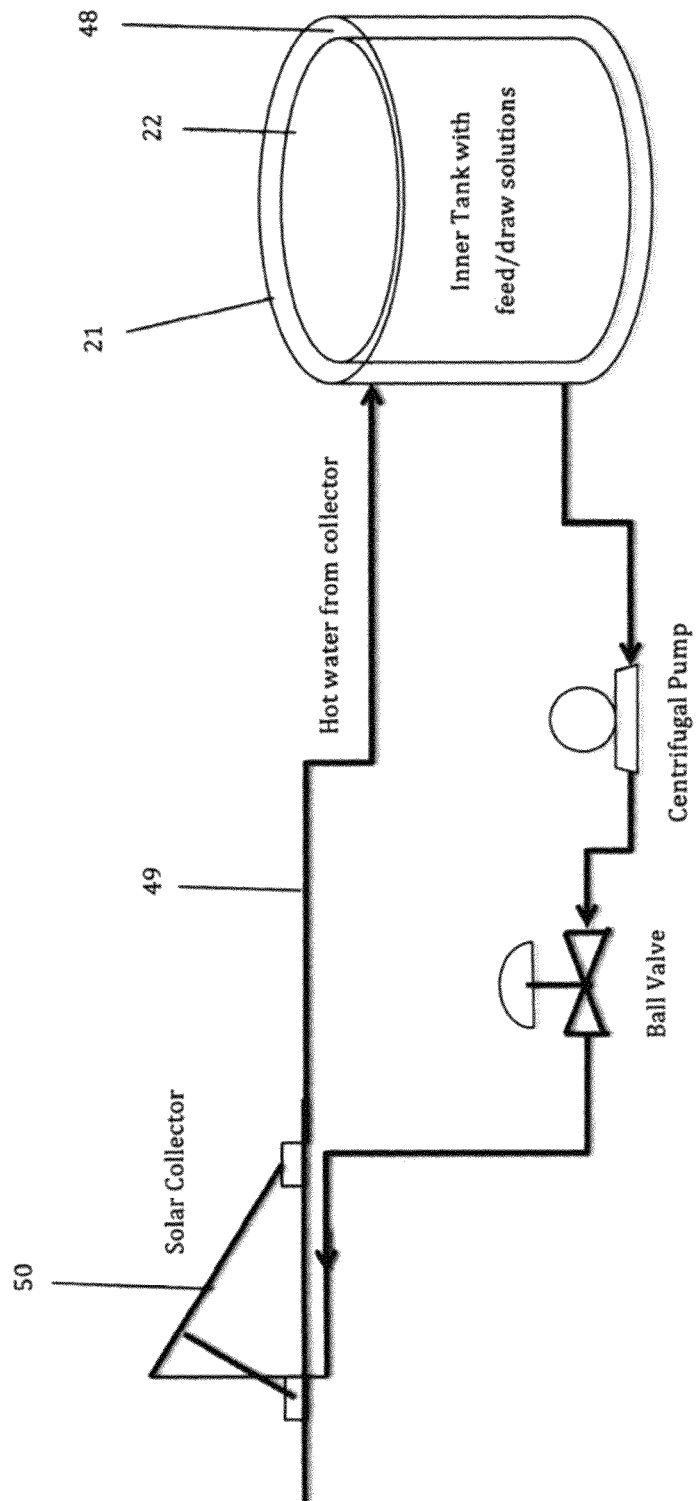 50
Solar Collector
49
Hot water from collector
21
22
48
Inner Tank with
feed/draw solutions
Ball Valve
Centrifugal Pump